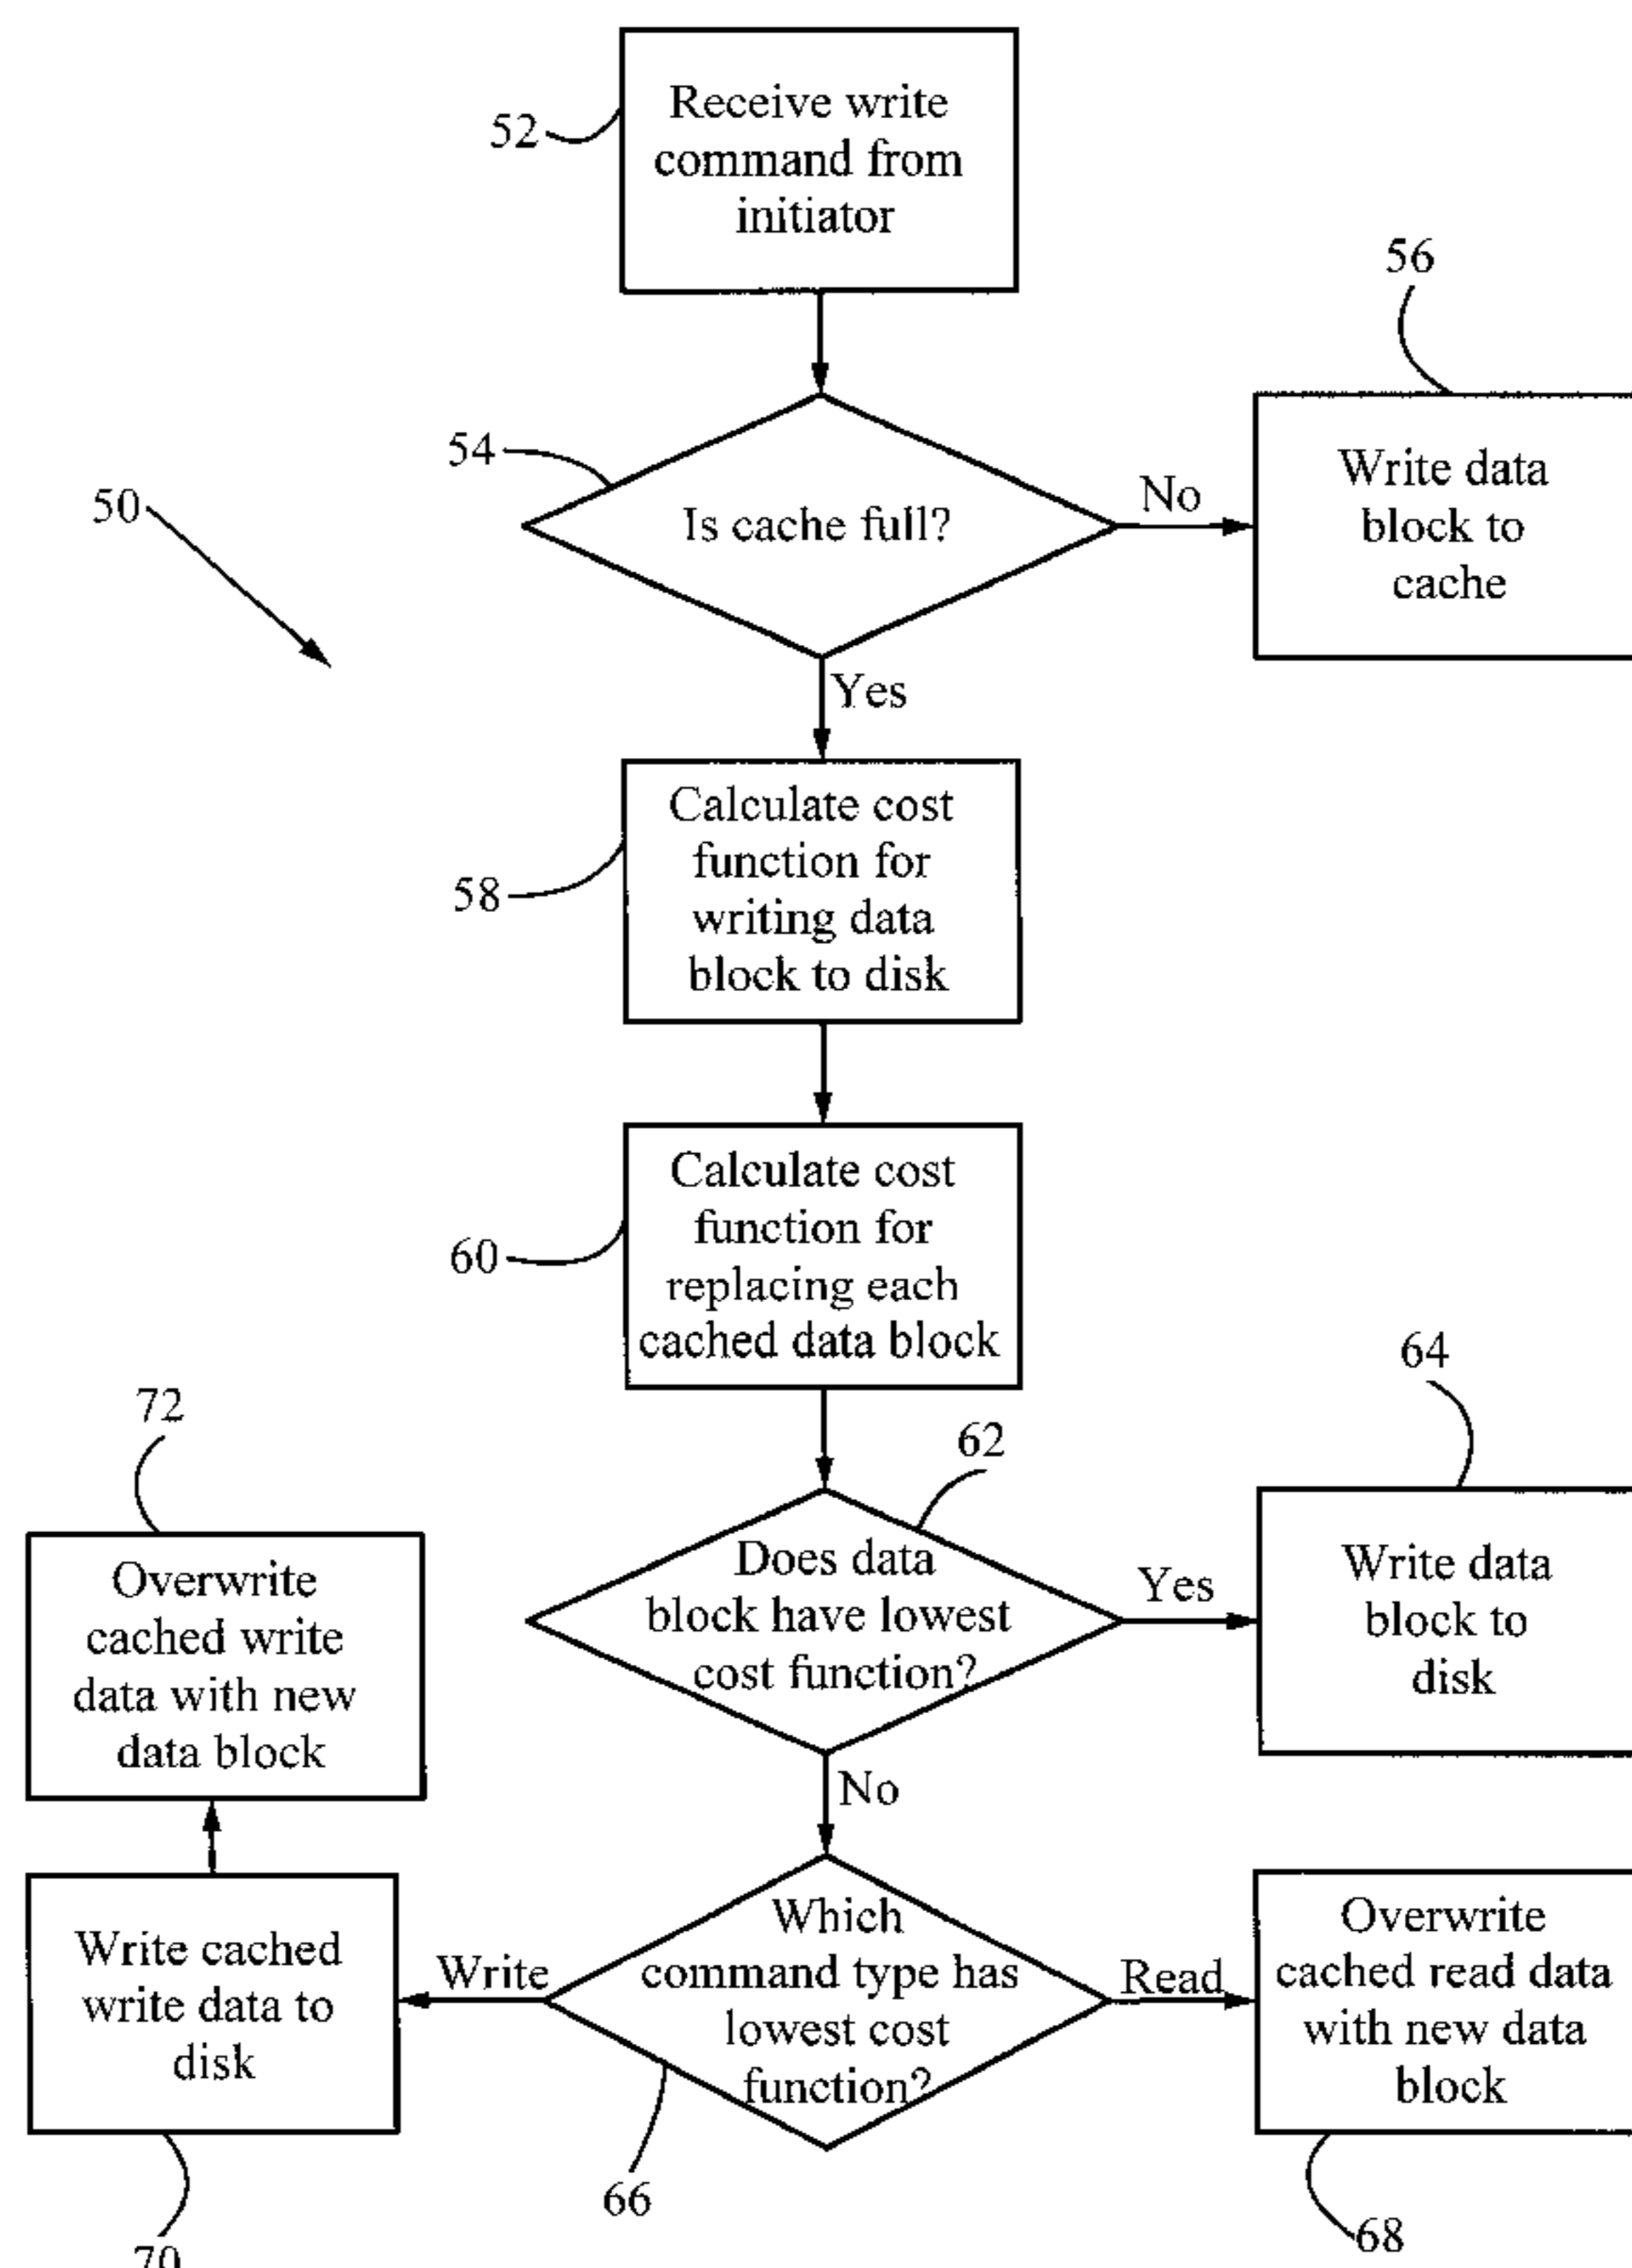 52
Receive write
command from
initiator
56
54
Is cache full?
No
Write data
block to
cache
50
Yes
58
Calculate cost
function for
writing data
block to disk
60
Calculate cost
function for
replacing each
cached data block
72
62
64
Overwrite
cached write
data with new
data block
Does data
block have lowest
cost function?
Yes
Write data
block to
disk
No
Write cached
write data to
disk
Write
Which
command type has
lowest cost
function?
Read
Overwrite
cached read data
with new data
block
66
70
68